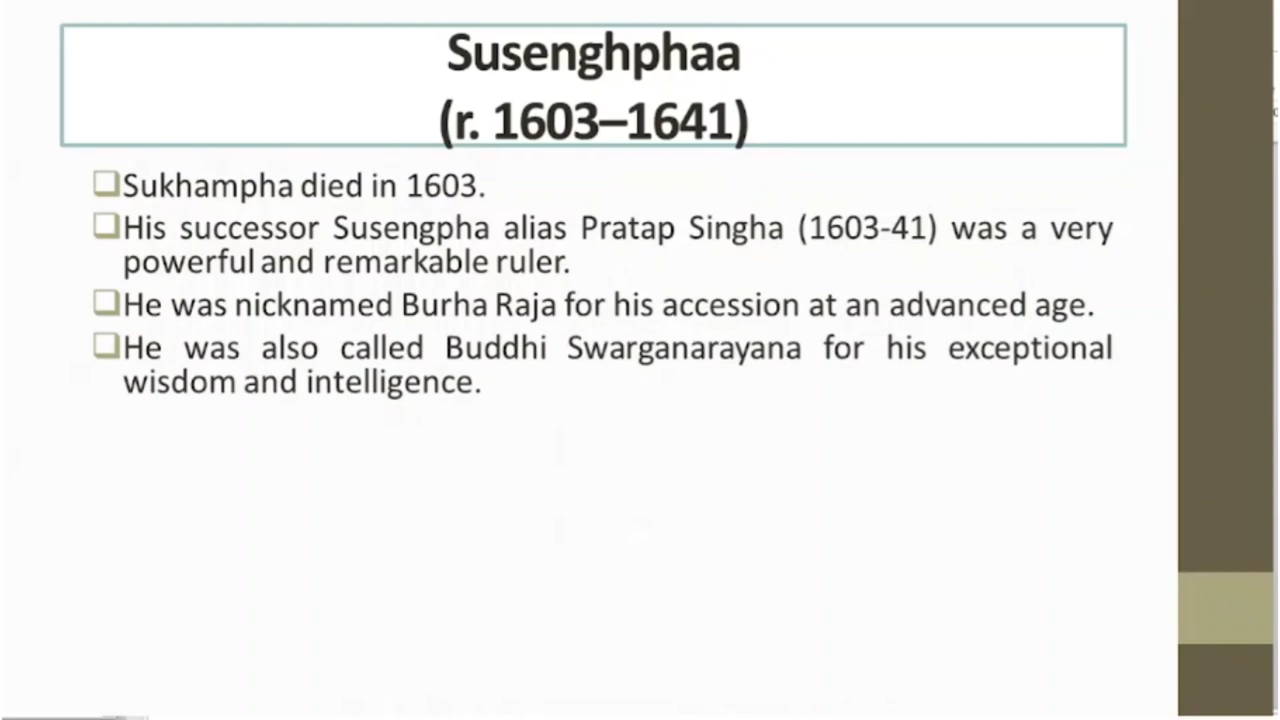 Susenghphaa
(r. 1603–1641)
Sukhampha died in 1603.
His successor Susengpha alias Pratap Singha (1603-41) was a very
powerful and remarkable ruler.
He was nicknamed Burha Raja for his accession at an advanced age.
He was also called Buddhi Swarganarayana for his exceptional
wisdom and intelligence.